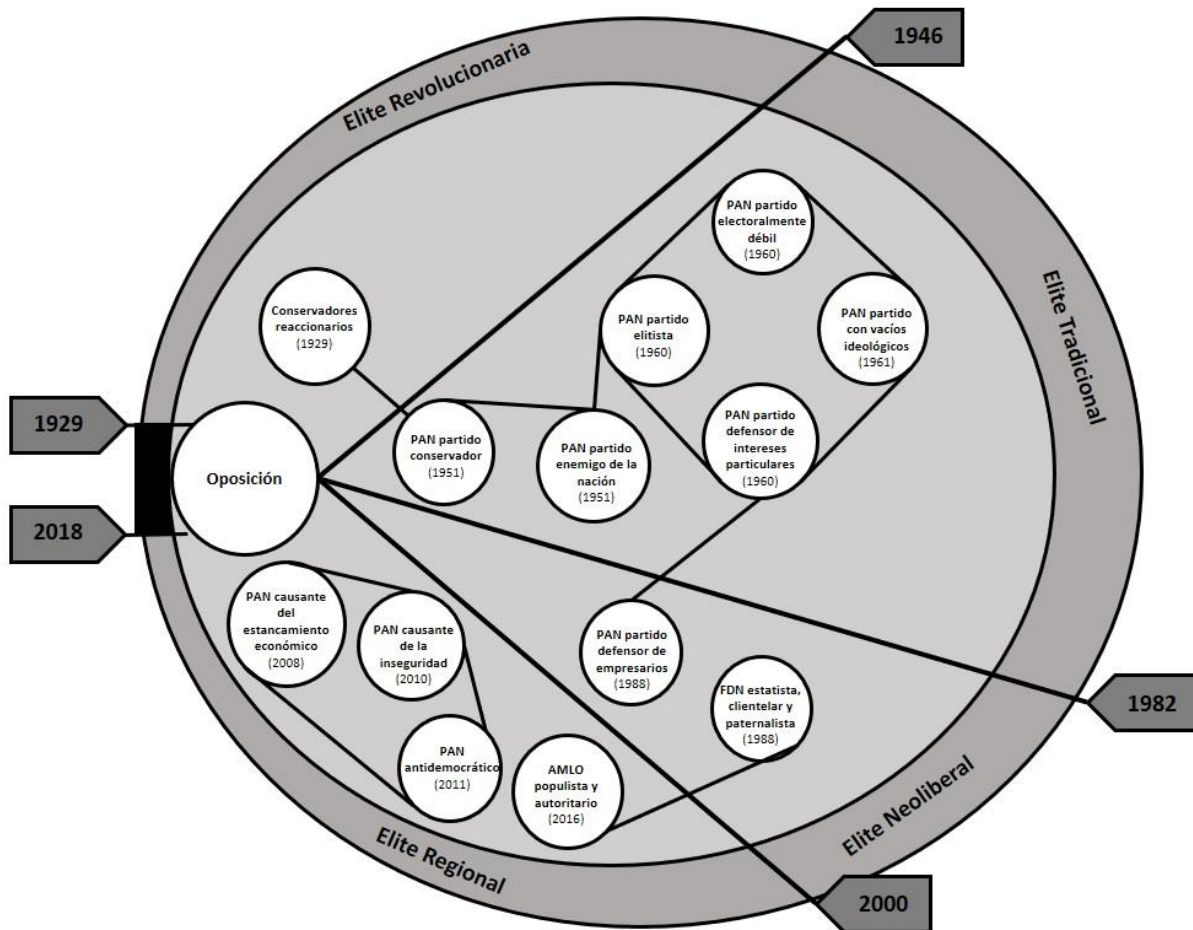 1946
Elite Revolucionaria
PAN partido
electoralmente
débil
(1960)
Elite Tradicional
Conservadores
reaccionarios
(1929)
PAN partido
elitista
(1960)
PAN partido
con vacíos
ideológicos
(1961)
1929
PAN partido
conservador
(1951)
PAN partido
enemigo de la
nación
(1951)
PAN partido
defensor de
intereses
particulares
(1960)
Oposición
2018
PAN causante
del
estancamiento
económico
(2008)
PAN causante
de la
inseguridad
(2010)
PAN partido
defensor de
empresarios
(1988)
FDN estatista,
clientelar y
paternalista
(1988)
1982
PAN
antidemocrático
(2011)
AMLO
populista y
autoritario
(2016)
Elite Neoliberal
Elite Regional
2000